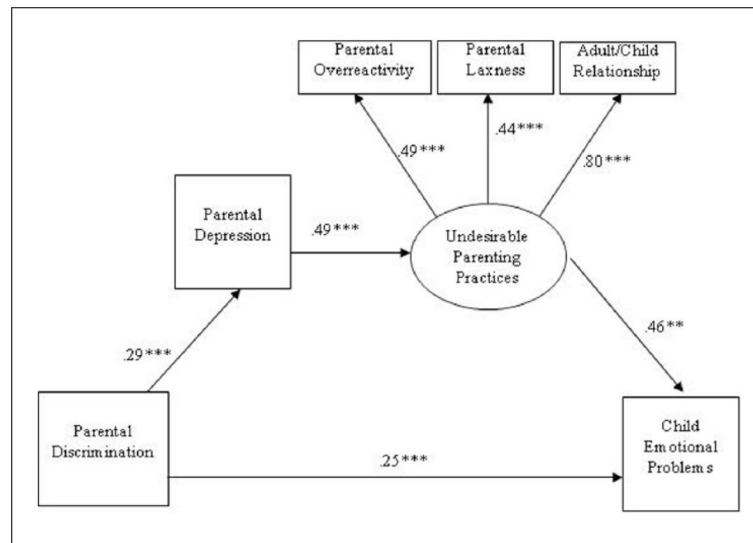 Parental
Overreactivity
Parental
Laxness
Adult/Child
Relationship
.49***
.44***
.80***
Parental
Depression
.49***
Undesirable
Parenting
Practices
.29***
.46**
Parental
Discrimination
.25***
Child
Emotional
Problems